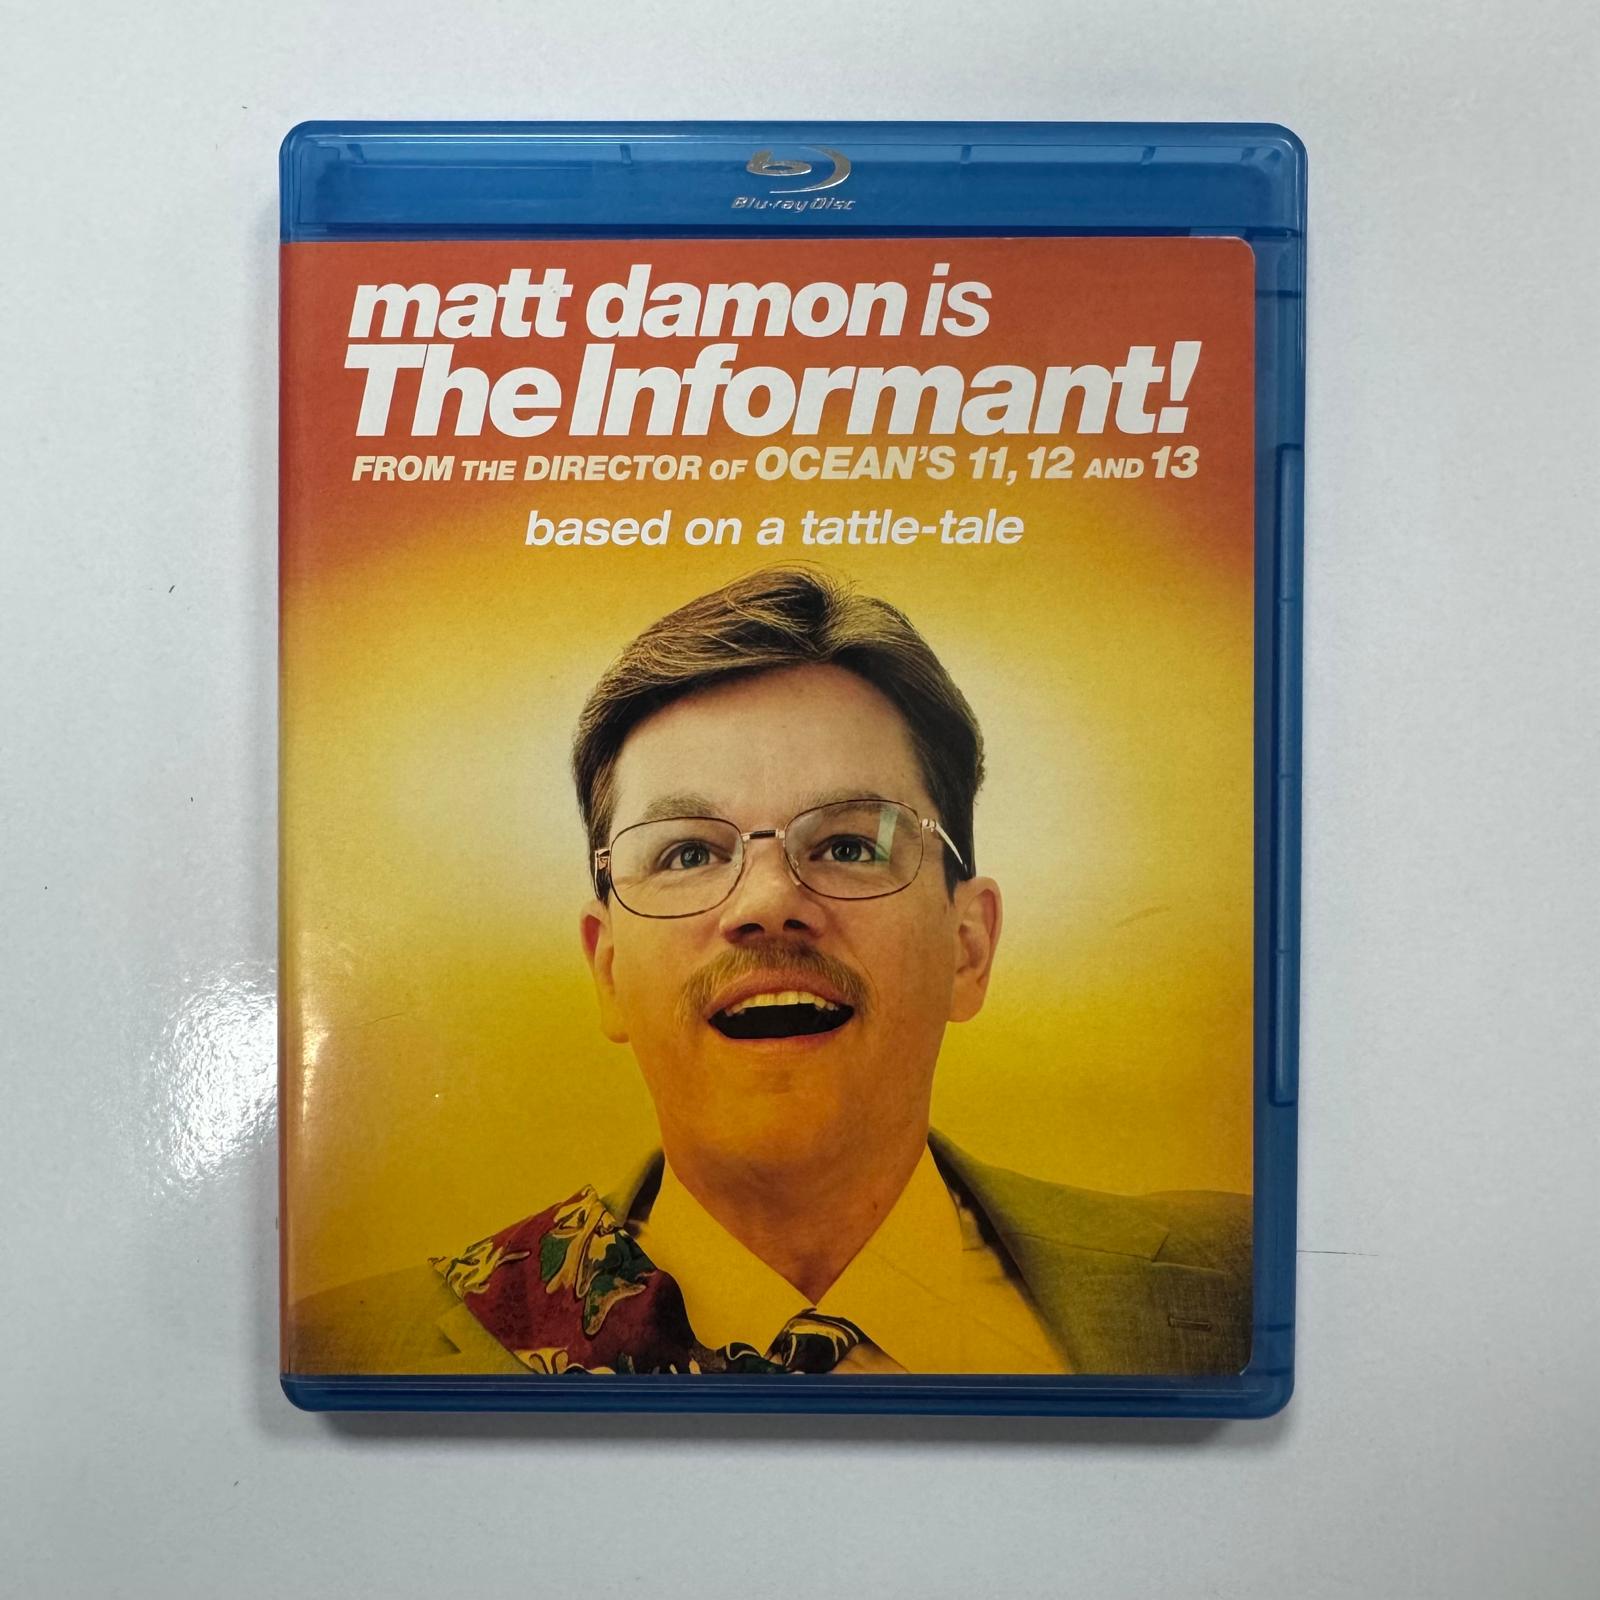 Blu-ray Disc
matt damon is
The Informant!
FROM THE DIRECTOR OF OCEAN'S 11, 12 AND 13
based on a tattle-tale